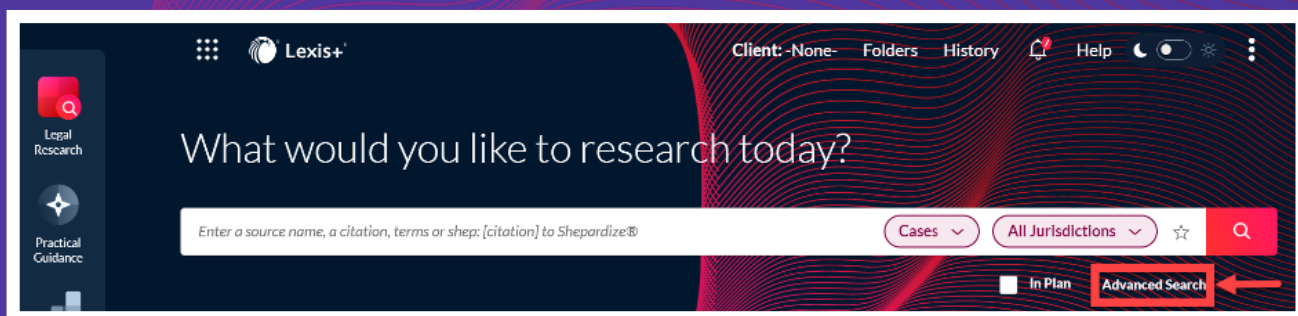 Lexis+
Client: -None- Folders History Help
Legal
Research
What would you like to research today?
Enter a source name, a citation, terms or shep: [citation] to Shepardize®
Cases
All Jurisdictions
Practical
Guidance
In Plan
Advanced Search